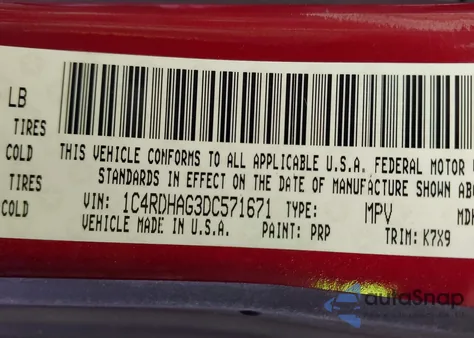 LB
TIRES
COLD THIS VEHICLE CONFORMS TO ALL APPLICABLE U.S.A. FEDERAL MOTOR
TIRES STANDARDS IN EFFECT ON THE DATE OF MANUFACTURE SHOWN
COLD VIN: 1C4RDHAG3DC571671 TYPE: MPV
VEHICLE MADE IN U.S.A. PAINT: PRP TRIM: K7X9
autoSnap